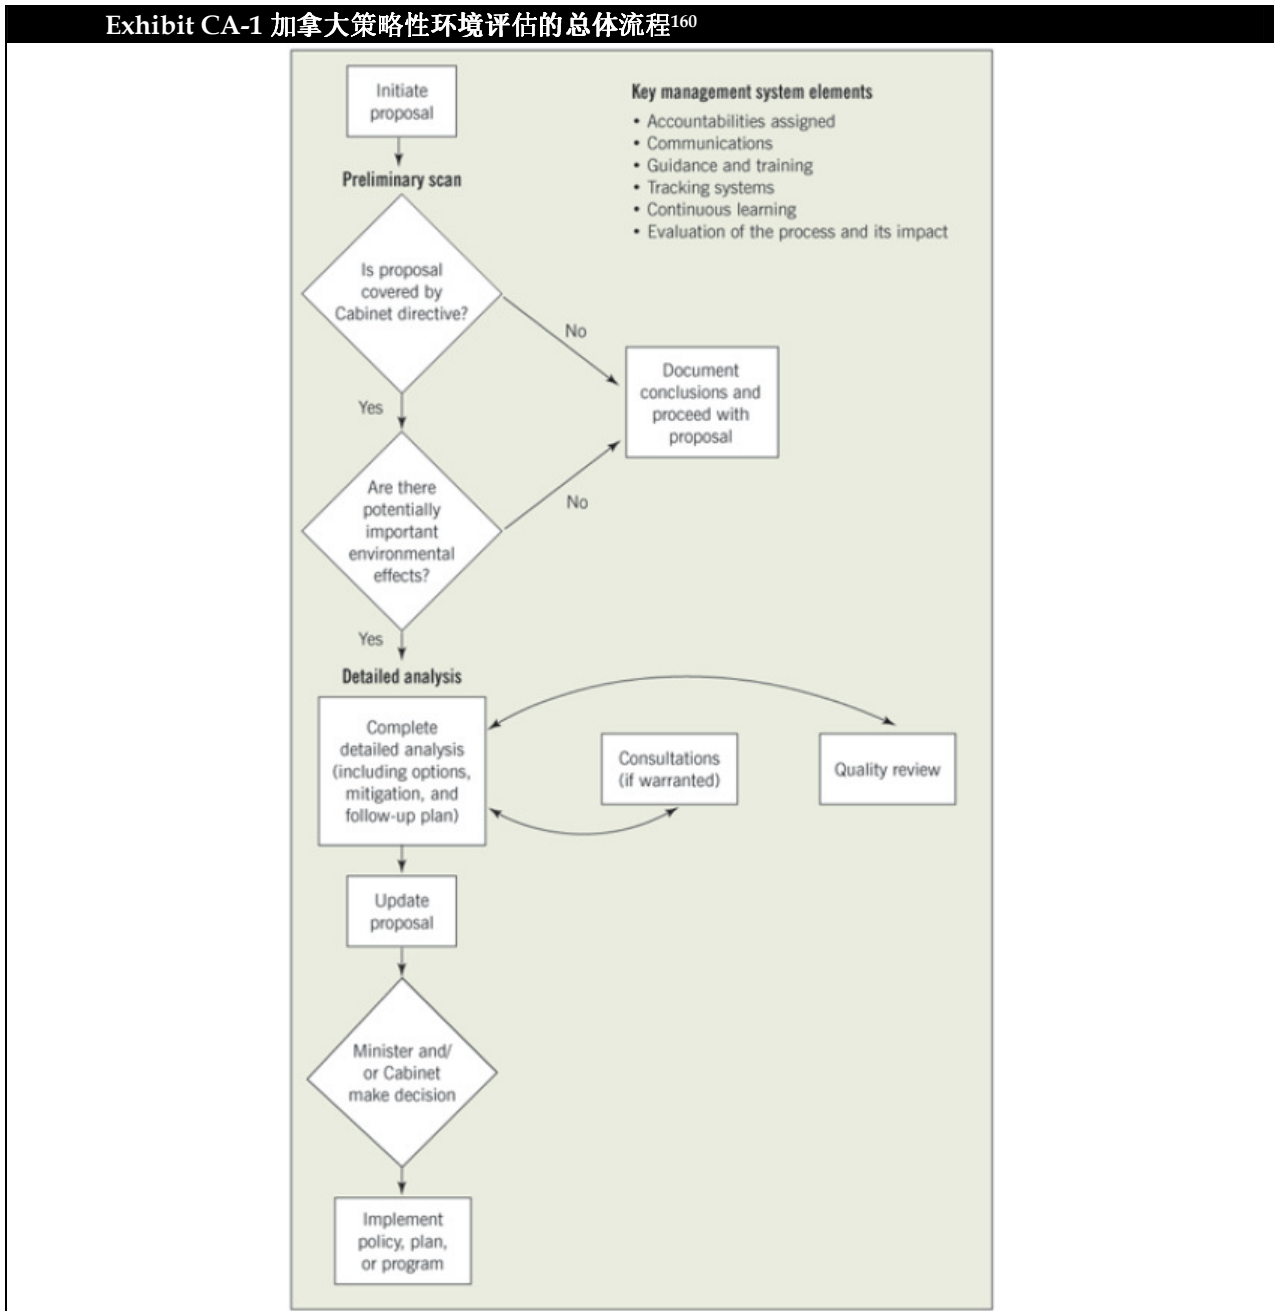 Exhibit CA-1 加拿大策略性环境评估的总体流程160
Initiate
proposal
Key management system elements
• Accountabilities assigned
• Communications
• Guidance and training
• Tracking systems
• Continuous learning
• Evaluation of the process and its impact
Preliminary scan
Is proposal
covered by
Cabinet directive?
No
Document
conclusions and
proceed with
proposal
Yes
Are there
potentially
important
environmental
effects?
No
Yes
Detailed analysis
Complete
detailed analysis
(including options,
mitigation, and
follow-up plan)
Consultations
(if warranted)
Quality review
Update
proposal
Minister and/
or Cabinet
make decision
Implement
policy, plan,
or program